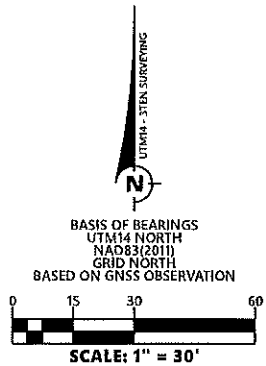 UTM14 - 3TEN SURVEYING
N
BASIS OF BEARINGS
UTM14 NORTH
NAD83(2011)
GRID NORTH
BASED ON GNSS OBSERVATION
0 15 30 60
SCALE: 1" = 30'